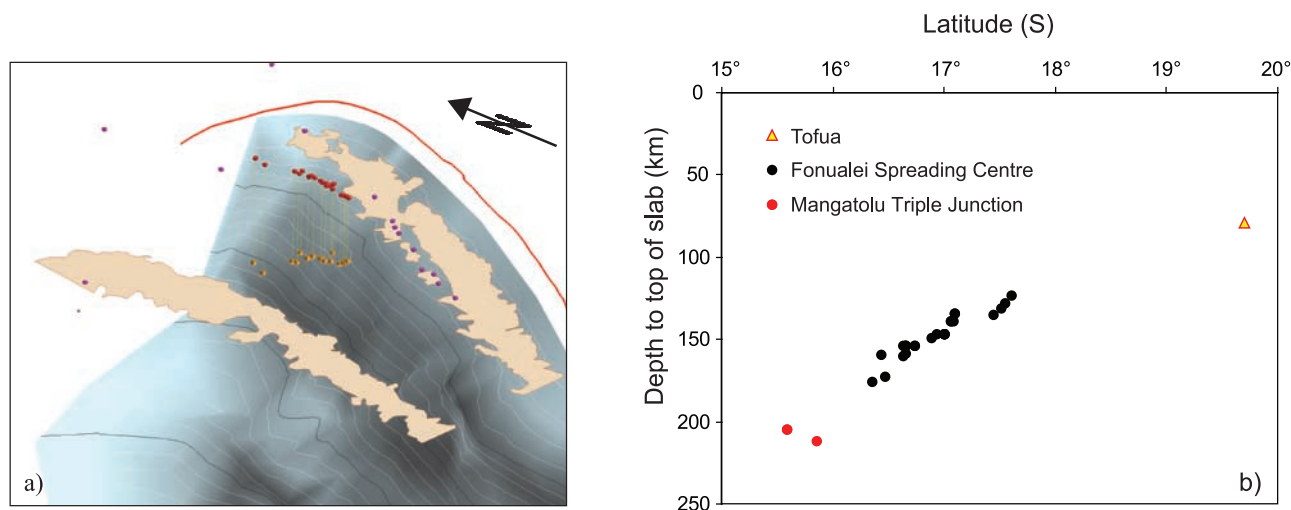 a)
Latitude (S)
15° 16° 17° 18° 19° 20°
Depth to top of slab (km)
0
50
100
150
200
250
Tofua
Fonualei Spreading Centre
Mangatolu Triple Junction
b)